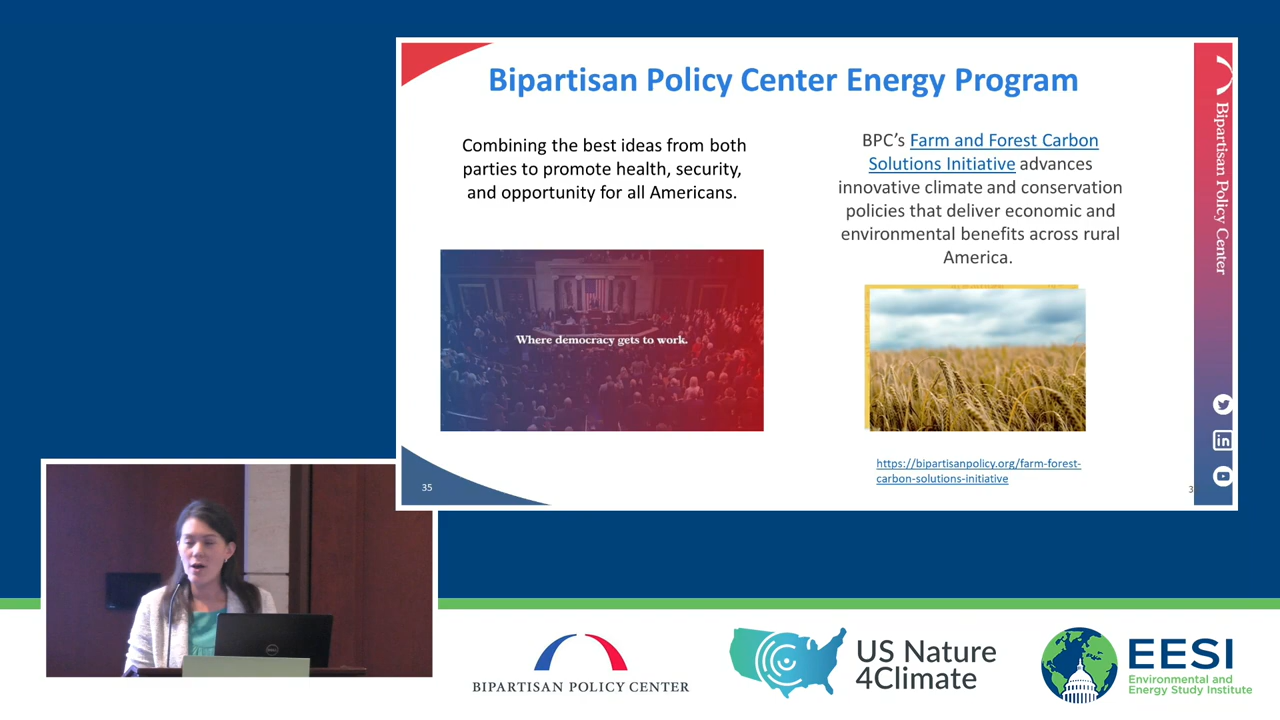 Bipartisan Policy Center Energy Program
Combining the best ideas from both
parties to promote health, security,
and opportunity for all Americans.
Where democracy gets to work.
BPC's Farm and Forest Carbon
Solutions Initiative advances
innovative climate and conservation
policies that deliver economic and
environmental benefits across rural
America.
https://bipartisanpolicy.org/farm-forest-
carbon-solutions-initiative
35
3
Bipartisan Policy Center
in
DELL
BIPARTISAN POLICY CENTER
US Nature
4Climate
EESI
Environmental and
Energy Study Institute